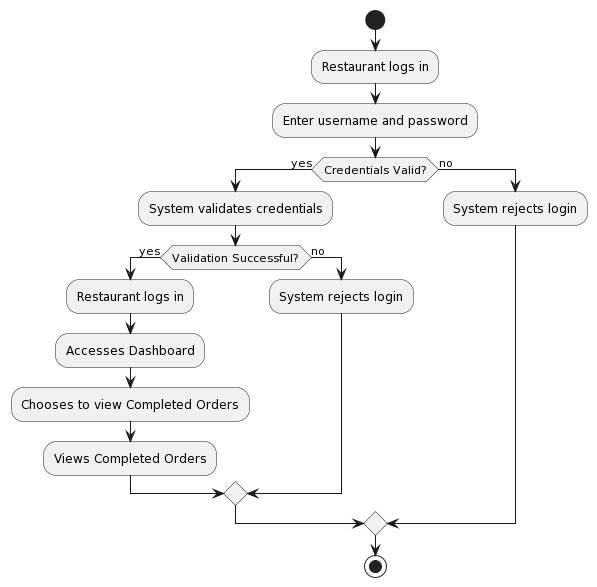 Restaurant logs in
Enter username and password
yes
Credentials Valid?
no
System validates credentials
System rejects login
yes
Validation Successful?
no
Restaurant logs in
System rejects login
Accesses Dashboard
Chooses to view Completed Orders
Views Completed Orders